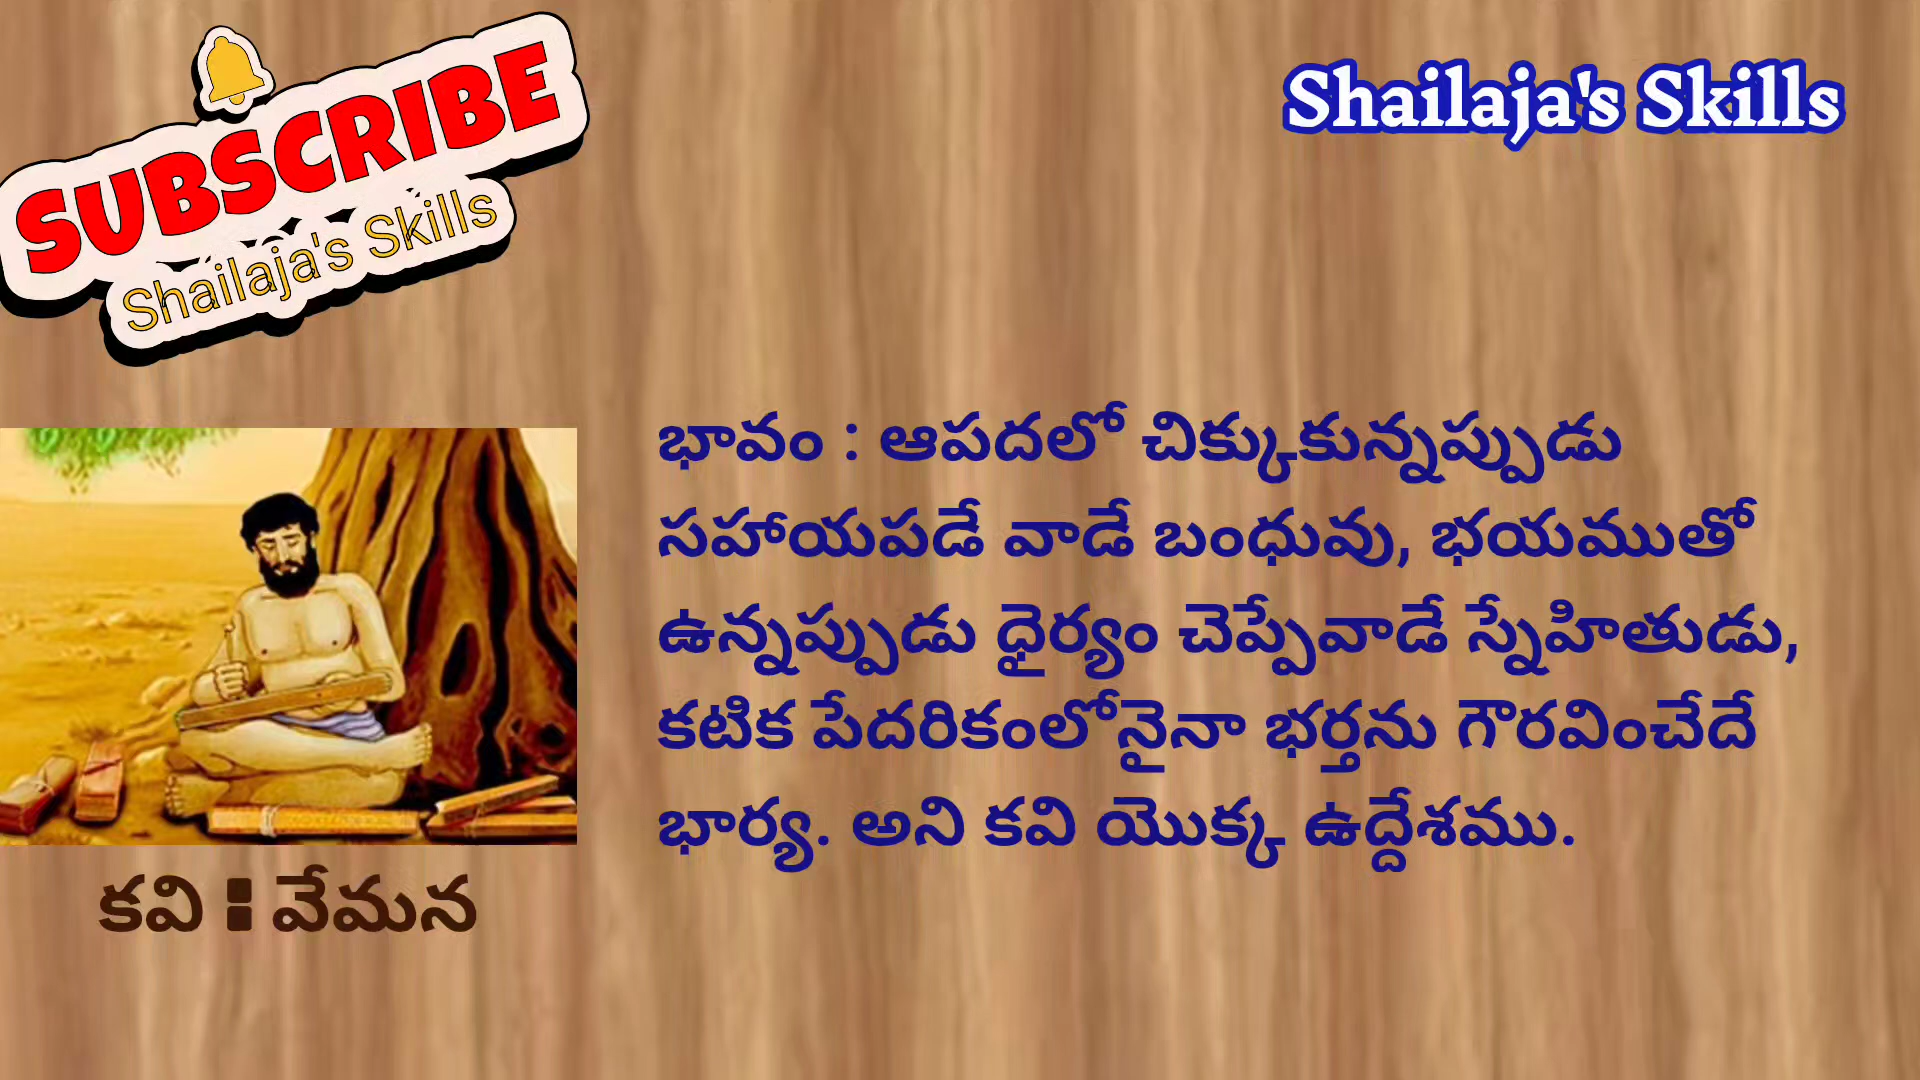 SUBSCRIBE
Shailaja's Skills
Shailaja's Skills
భావం : ఆపదలో చిక్కుకున్నప్పుడు
సహాయపడే వాడే బంధువు, భయముతో
ఉన్నప్పుడు ధైర్యం చెప్పేవాడే స్నేహితుడు,
కటిక పేదరికంలోనైనా భర్తను గౌరవించేదే
భార్య. అని కవి యొక్క ఉద్దేశము.
కవి : వేమన